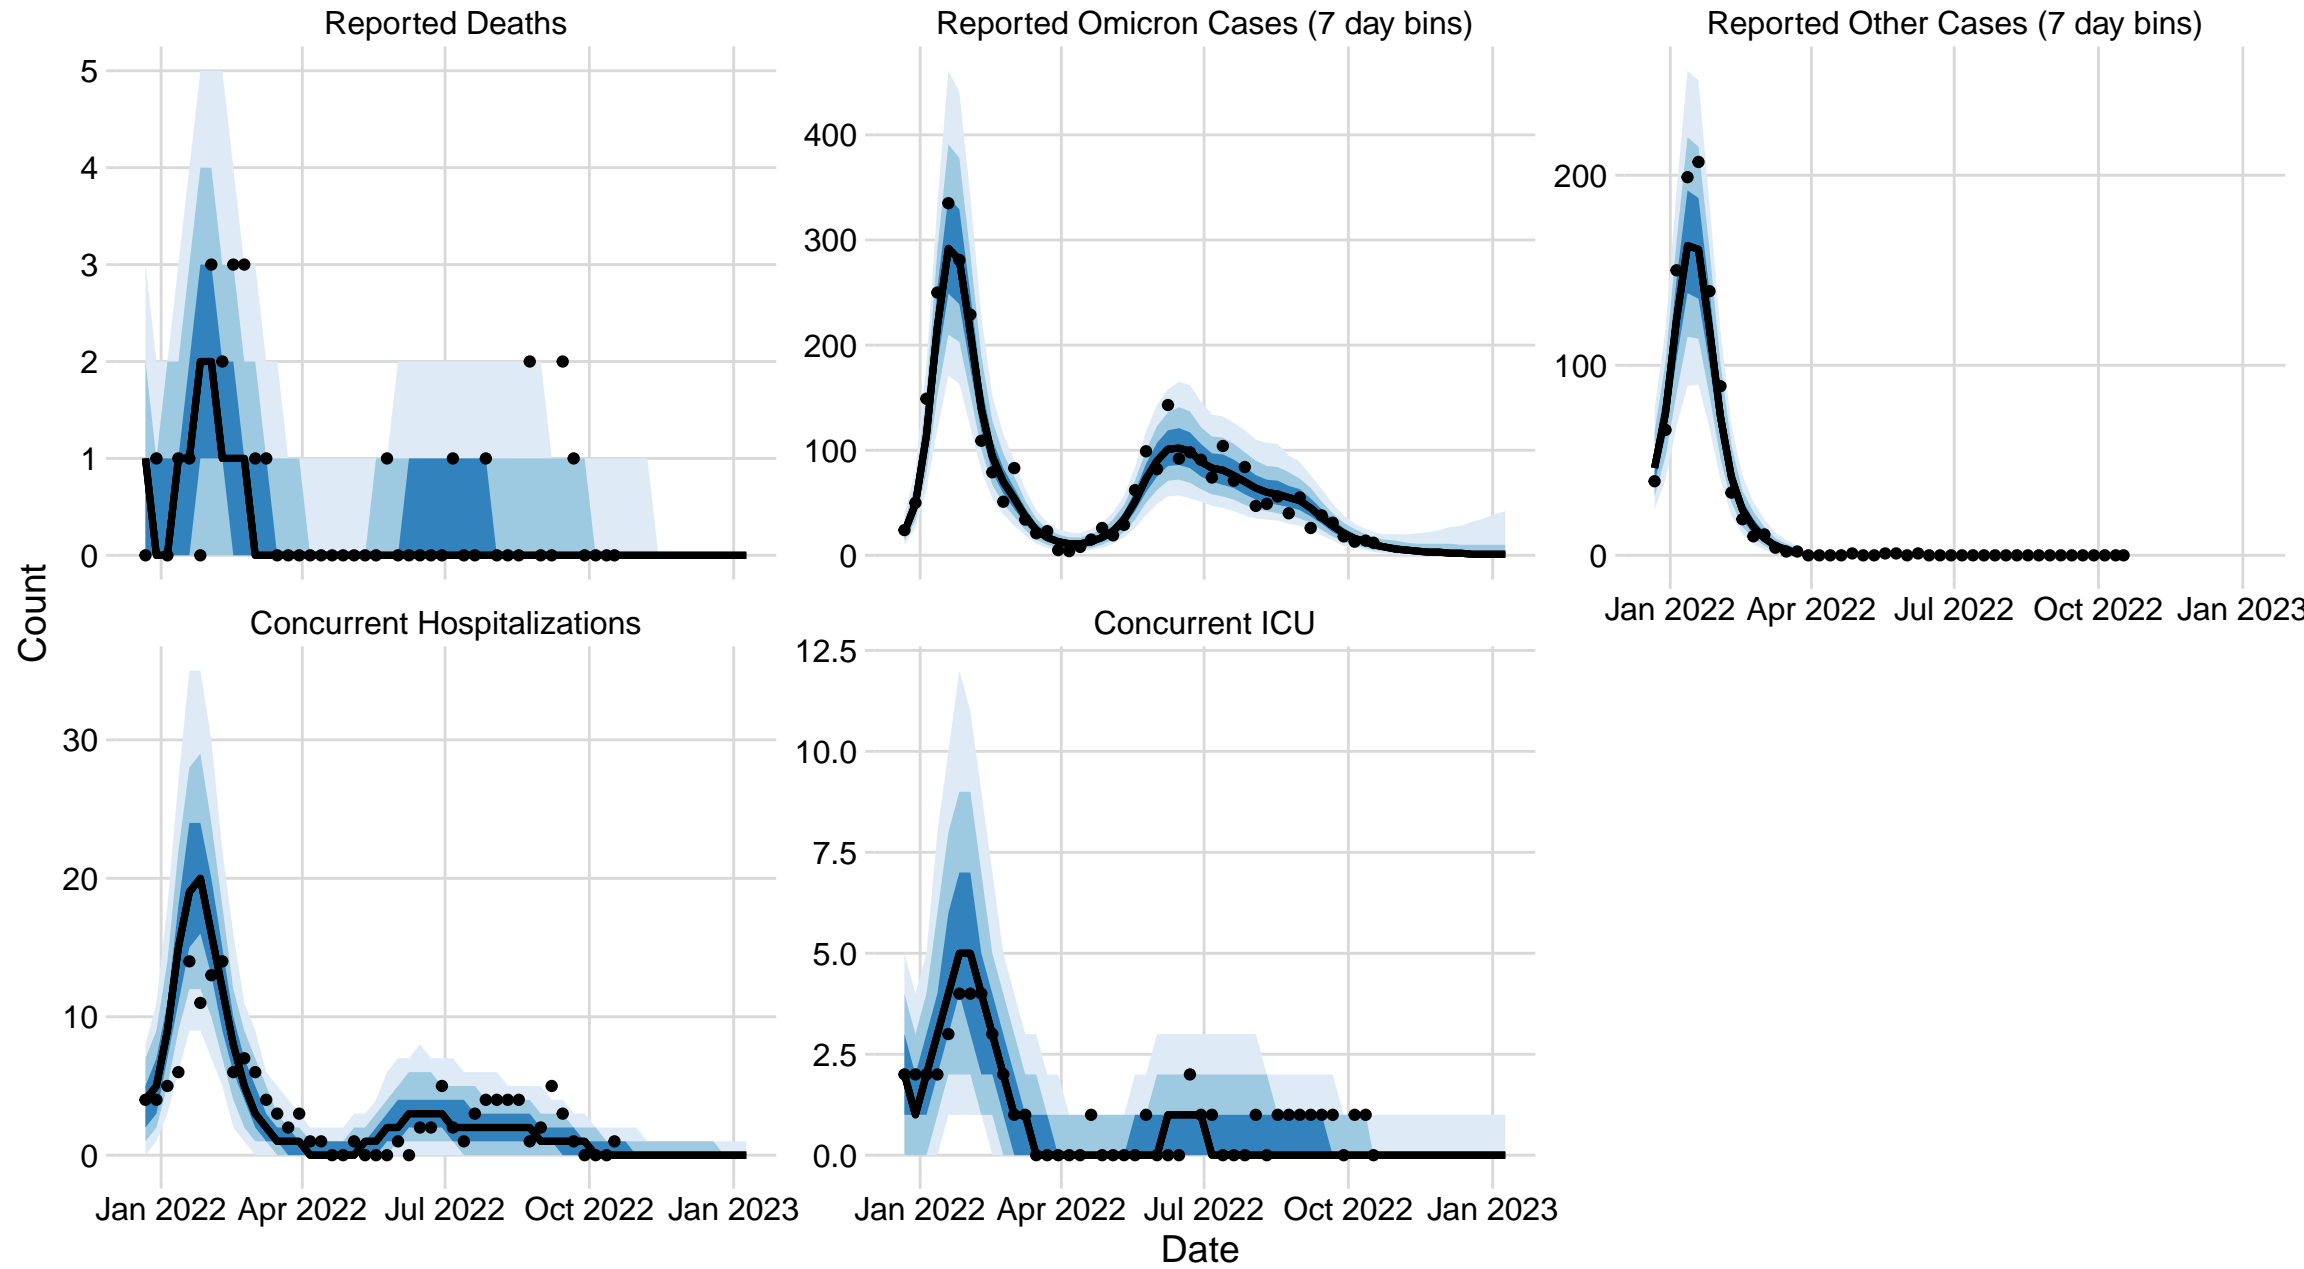 Reported Deaths
Reported Omicron Cases (7 day bins)
Reported Other Cases (7 day bins)
5
4
3
2
1
0
400
300
200
100
0
200
100
0
Jan 2022 Apr 2022 Jul 2022 Oct 2022 Jan 2023
Count
Concurrent Hospitalizations
Concurrent ICU
30
20
10
0
12.5
10.0
7.5
5.0
2.5
0.0
Jan 2022 Apr 2022 Jul 2022 Oct 2022 Jan 2023
Jan 2022 Apr 2022 Jul 2022 Oct 2022 Jan 2023
Date